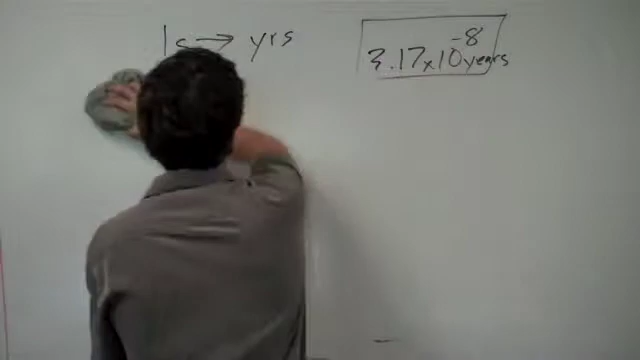 1s → yrs
3.17x10⁻⁸ years